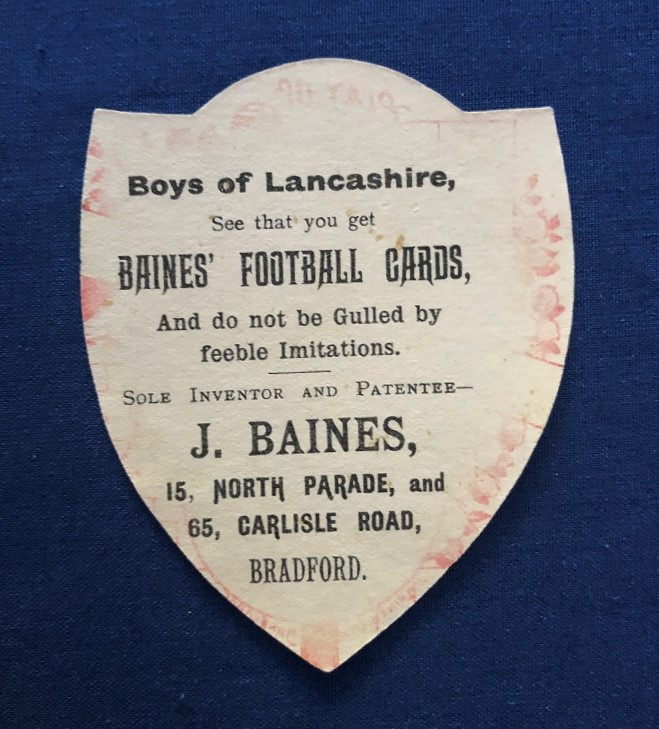 Boys of Lancashire,
See that you get
BAINES' FOOTBALL CARDS,
And do not be Gulled by
feeble Imitations.
SOLE INVENTOR AND PATENTEE—
J. BAINES,
15, NORTH PARADE, and
65, CARLISLE ROAD,
BRADFORD.